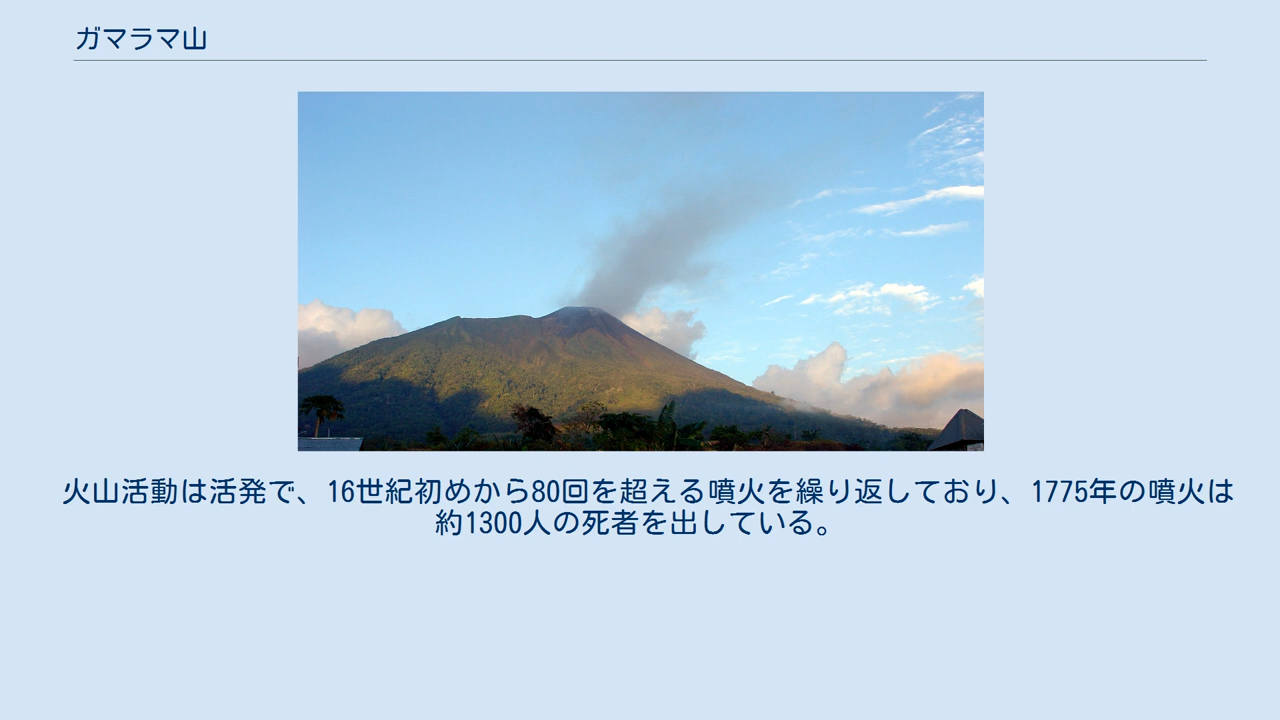 ガマラマ山
火山活動は活発で、16世紀初めから80回を超える噴火を繰り返しており、1775年の噴火は
約1300人の死者を出している。